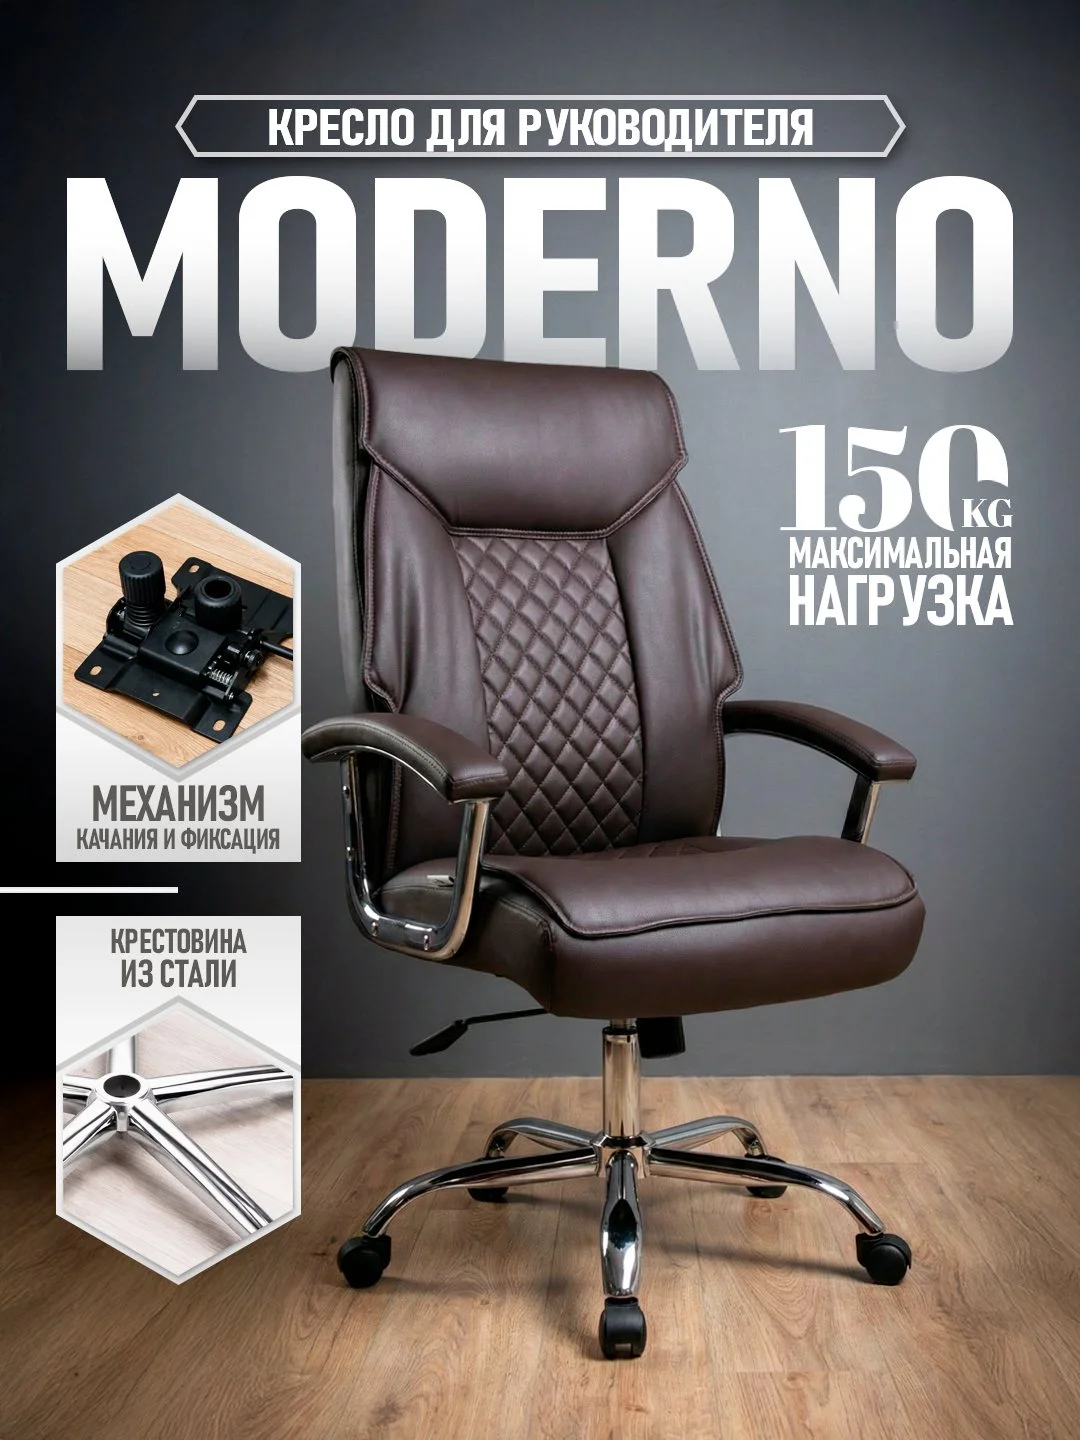 КРЕСЛО ДЛЯ РУКОВОДИТЕЛЯ
MODERNO
150 KG
МАКСИМАЛЬНАЯ
НАГРУЗКА
МЕХАНИЗМ
КАЧАНИЯ И ФИКСАЦИЯ
КРЕСТОВИНА
ИЗ СТАЛИ